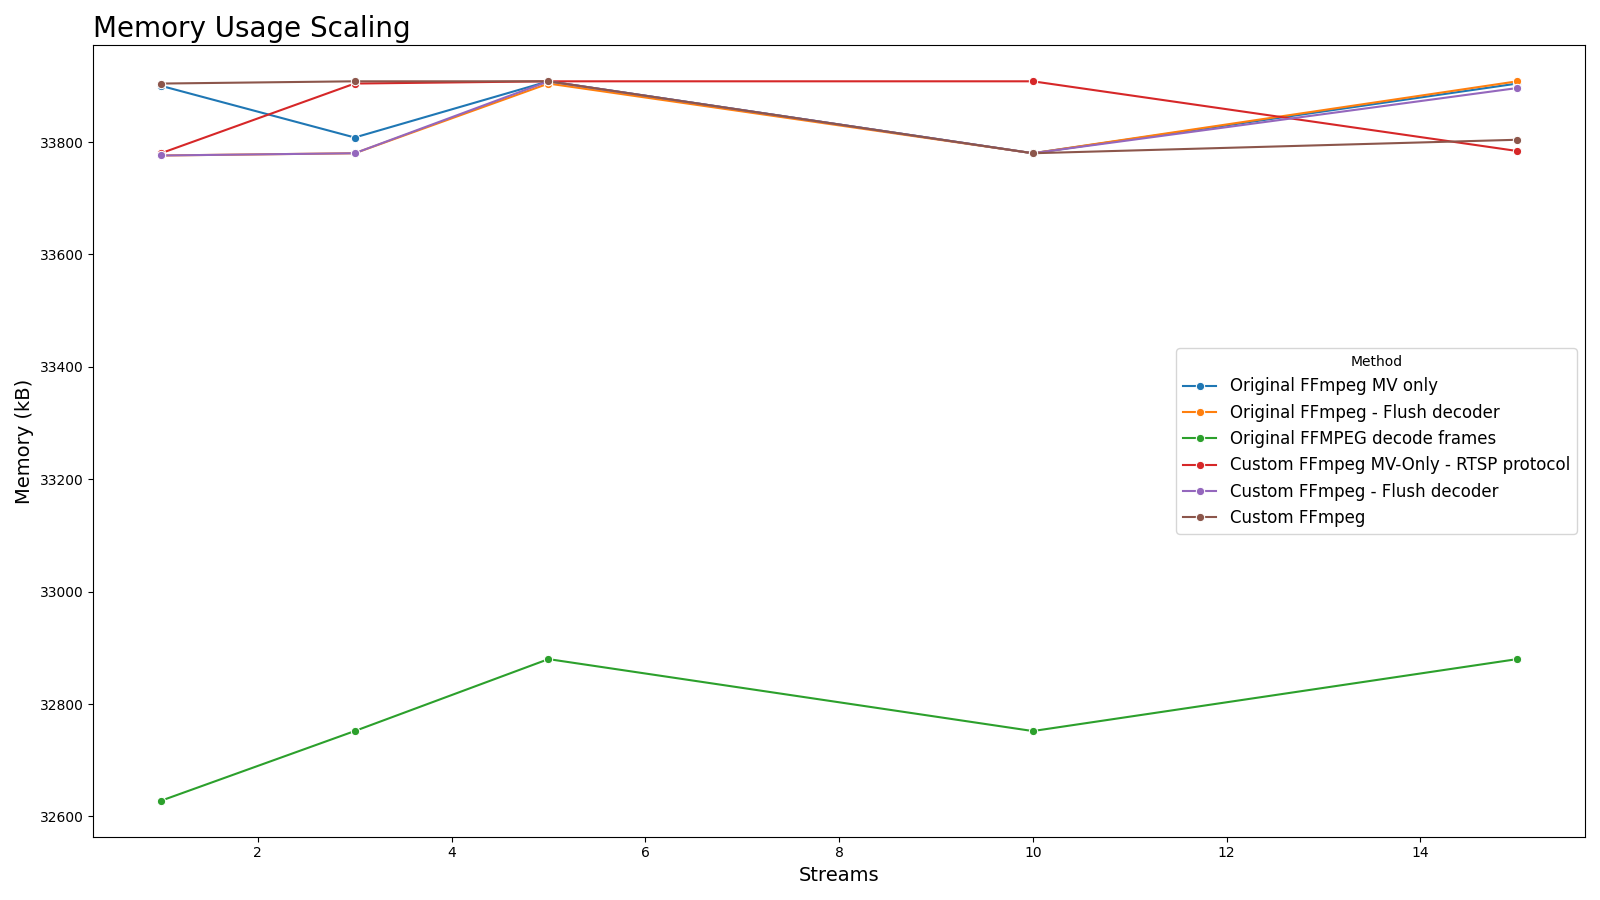 Memory Usage Scaling
Memory (kB)
33800
33600
33400
33200
33000
32800
32600
2
4
6
8
10
12
14
Streams
Method
Original FFmpeg MV only
Original FFmpeg - Flush decoder
Original FFMPEG decode frames
Custom FFmpeg MV-Only - RTSP protocol
Custom FFmpeg - Flush decoder
Custom FFmpeg